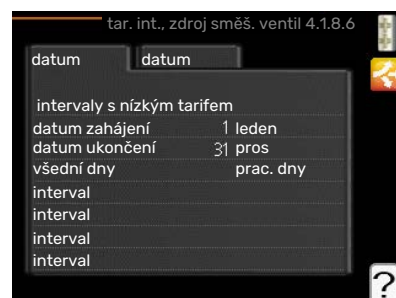 tar. int., zdroj směš. ventil 4.1.8.6
datum datum
intervaly s nízkým tarifem
datum zahájení 1 leden
datum ukončení 31 pros
všední dny prac. dny
interval
interval
interval
interval
?